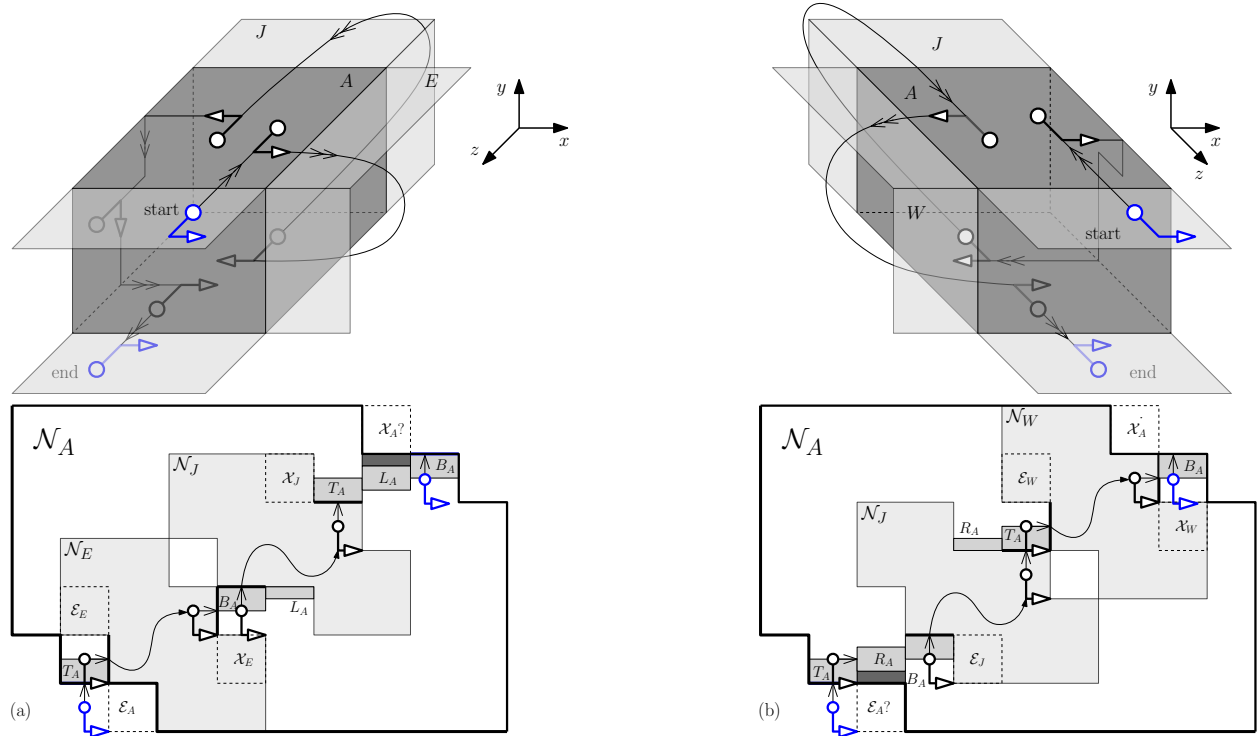 J
A
E
y
x
z
start
end
J
A
W
y
x
z
start
end
𝒩_A
𝒳_A?
B_A
𝒩_J
𝒳_J
T_A
L_A
𝒩_E
ℰ_E
B_A
L_A
T_A
𝒳_E
ℰ_A
(a)
𝒩_A
𝒩_W
𝒳_A
B_A
ℰ_W
𝒩_J
R_A
T_A
𝒳_W
R_A
T_A
B_A
ℰ_J
ℰ_A?
(b)